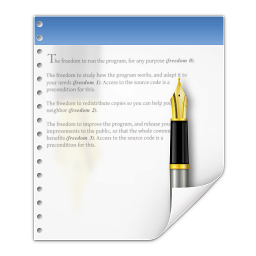 The freedom to run the program, for any purpose (freedom 0).
The freedom to study how the program works, and adapt it to
your needs (freedom 1). Access to the source code is a
precondition for this.
The freedom to redistribute copies so you can help you
neighbor (freedom 2).
The freedom to improve the program, and release you
improvements to the public, so that the whole commun
benefits (freedom 3). Access to the source code is a
precondition for this.